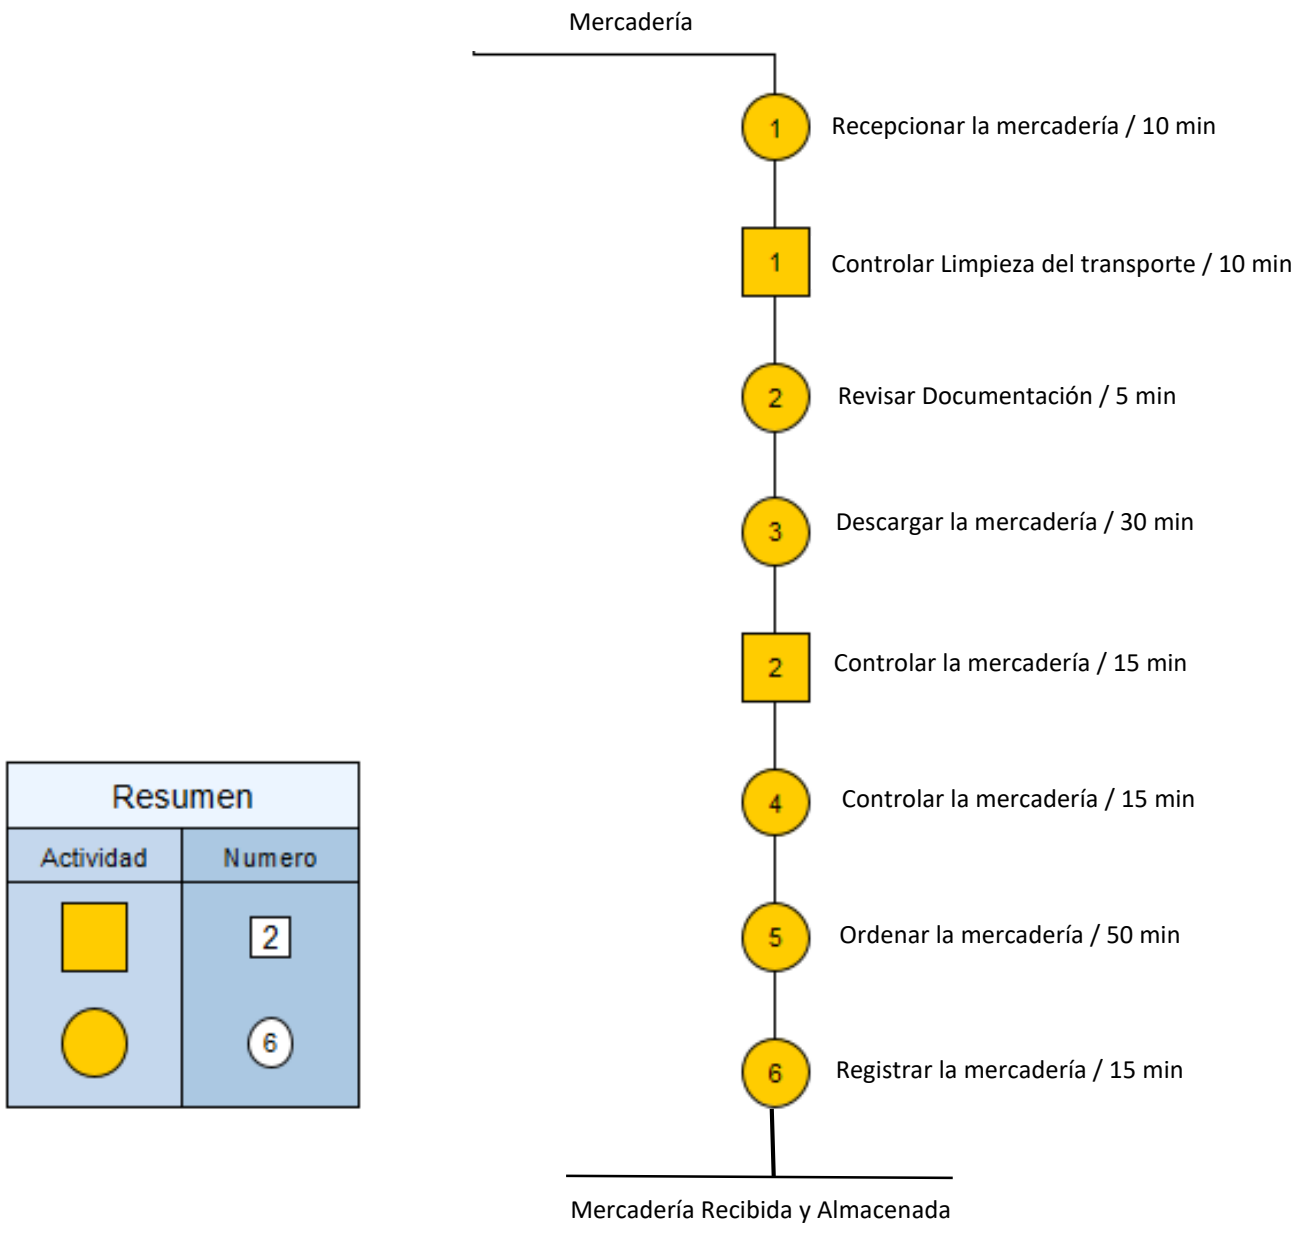 Mercadería
1
Recepcionar la mercadería / 10 min
1
Controlar Limpieza del transporte / 10 min
2
Revisar Documentación / 5 min
3
Descargar la mercadería / 30 min
2
Controlar la mercadería / 15 min
4
Controlar la mercadería / 15 min
5
Ordenar la mercadería / 50 min
6
Registrar la mercadería / 15 min
Mercadería Recibida y Almacenada
Resumen
Actividad
Numero
2
6